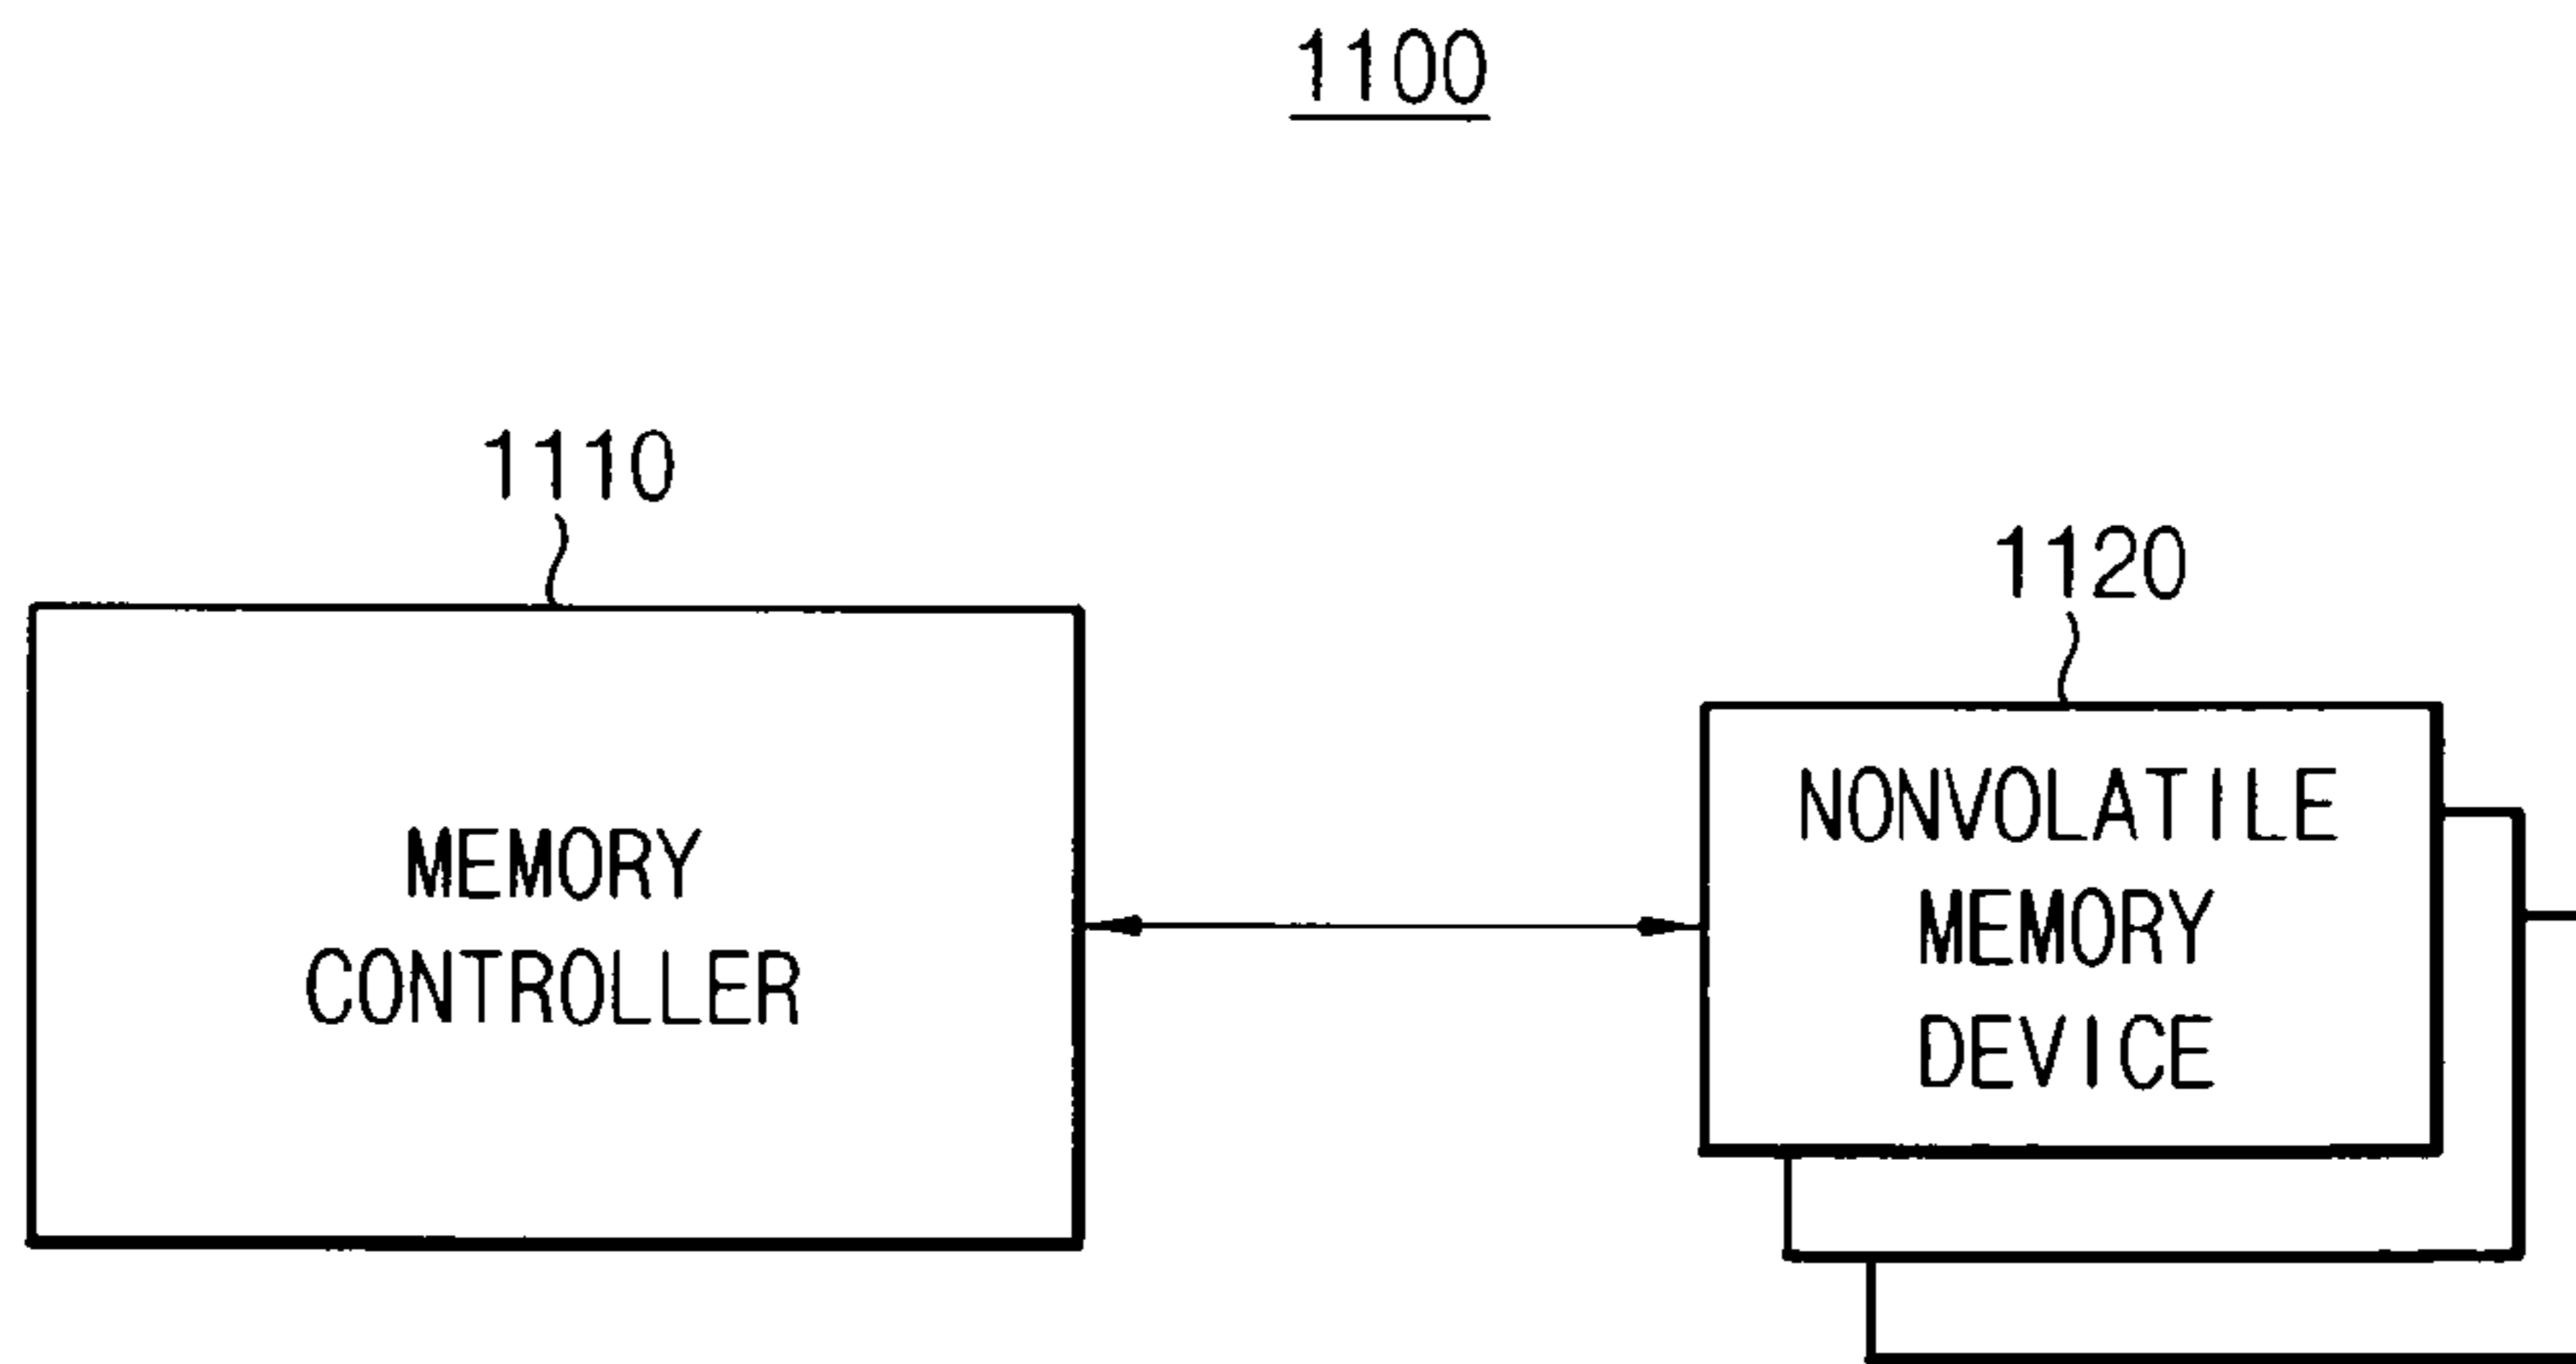 1100
1110
1120
MEMORY
CONTROLLER
NONVOLATILE
MEMORY
DEVICE